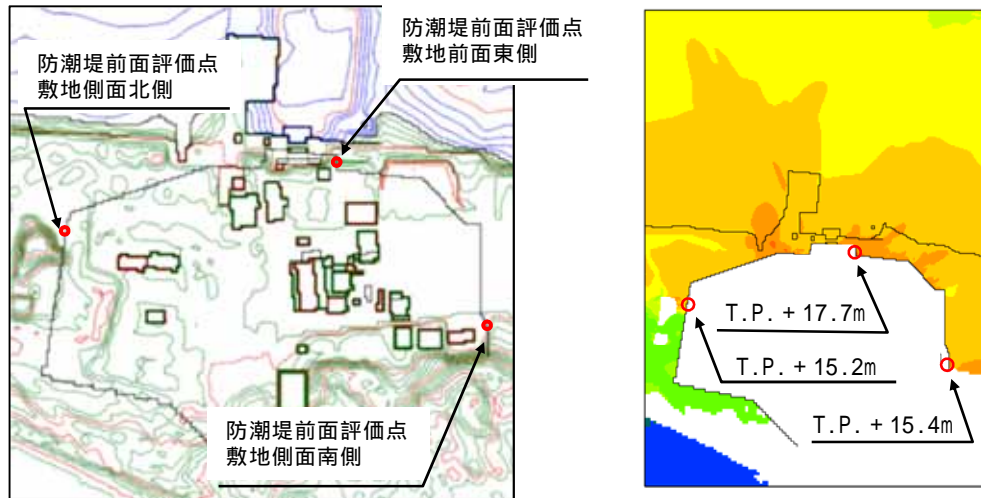 防潮堤前面評価点
敷地側面北側
防潮堤前面評価点
敷地前面東側
防潮堤前面評価点
敷地側面南側
T.P.+17.7m
T.P.+15.2m
T.P.+15.4m